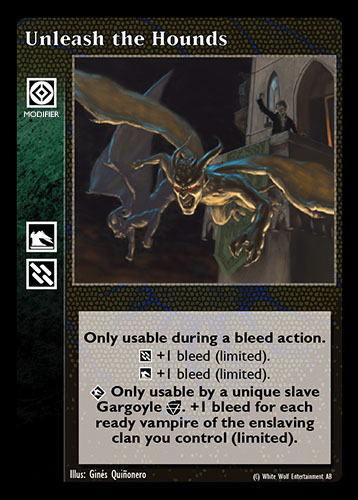 Unleash the Hounds
MODIFIER
Only usable during a bleed action.
+1 bleed (limited).
+1 bleed (limited).
Only usable by a unique slave
Gargoyle . +1 bleed for each
ready vampire of the enslaving
clan you control (limited).
Illus: Ginés Quiñonero
(C) White Wolf Entertainment AB